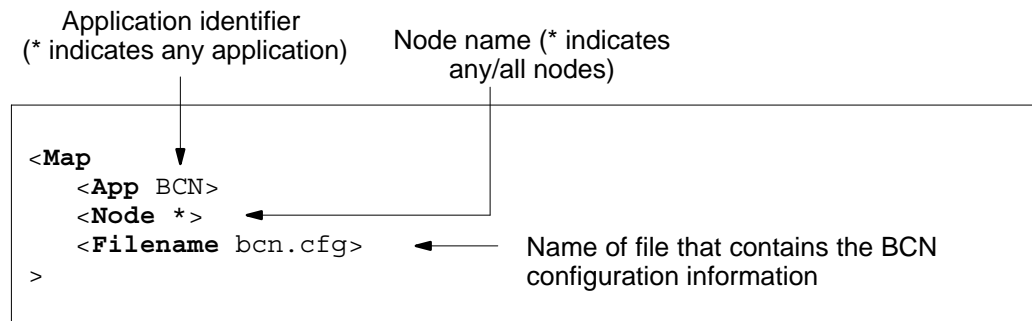 Application identifier
(* indicates any application)
Node name (* indicates
any/all nodes)
<Map
<App BCN>
<Node *>
<Filename bcn.cfg>
Name of file that contains the BCN
configuration information
>